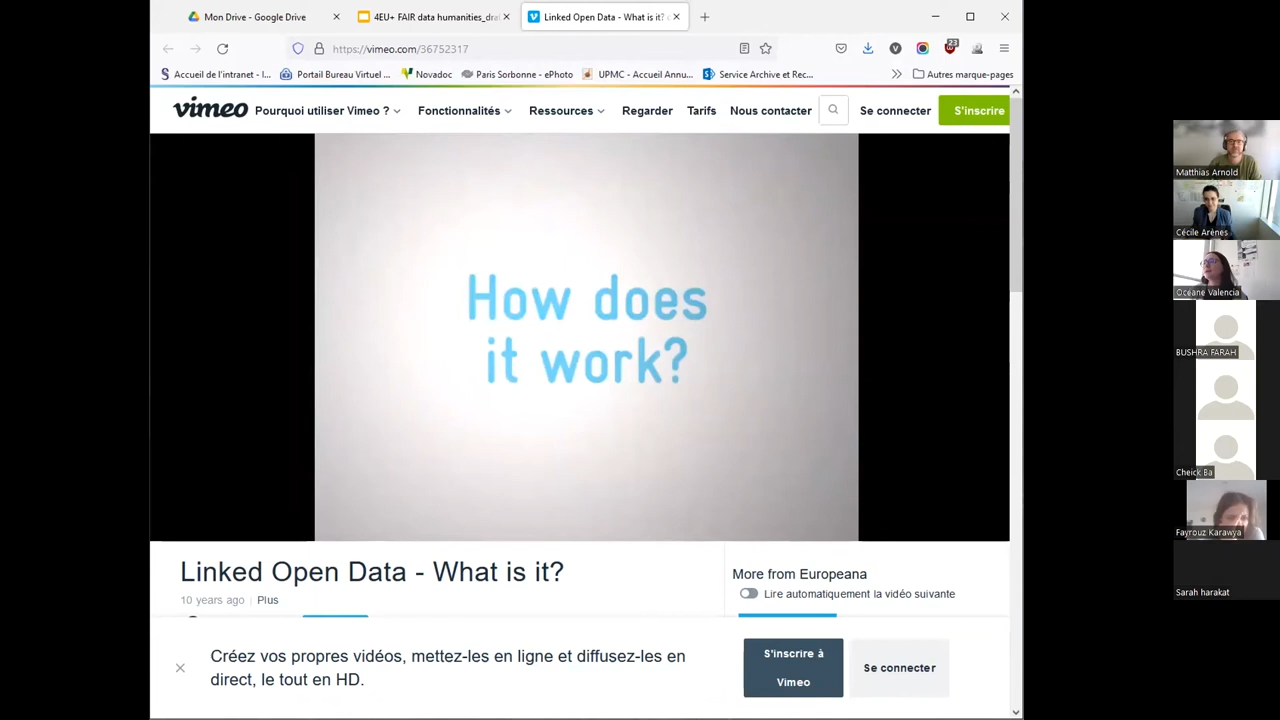 Mon Drive - Google Drive
4EU+ FAIR data humanities_dra
Linked Open Data - What is it?
https://vimeo.com/36752317
23
Accueil de l'intranet - I...
Portail Bureau Virtuel ...
Novadoc
Paris Sorbonne - ePhoto
UPMC - Accueil Annu...
Service Archive et Rec...
Autres marque-pages
vimeo
Pourquoi utiliser Vimeo ?
Fonctionnalités
Ressources
Regarder
Tarifs
Nous contacter
Se connecter
S'inscrire
How does
it work?
Linked Open Data - What is it?
10 years ago
Plus
More from Europeana
Lire automatiquement la vidéo suivante
Créez vos propres vidéos, mettez-les en ligne et diffusez-les en
direct, le tout en HD.
S'inscrire à
Vimeo
Se connecter
Matthias Arnold
Cécile Arènes
Océane Valencia
BUSHRA FARAH
Cheick Ba
Fayrouz Karawya
Sarah harakat